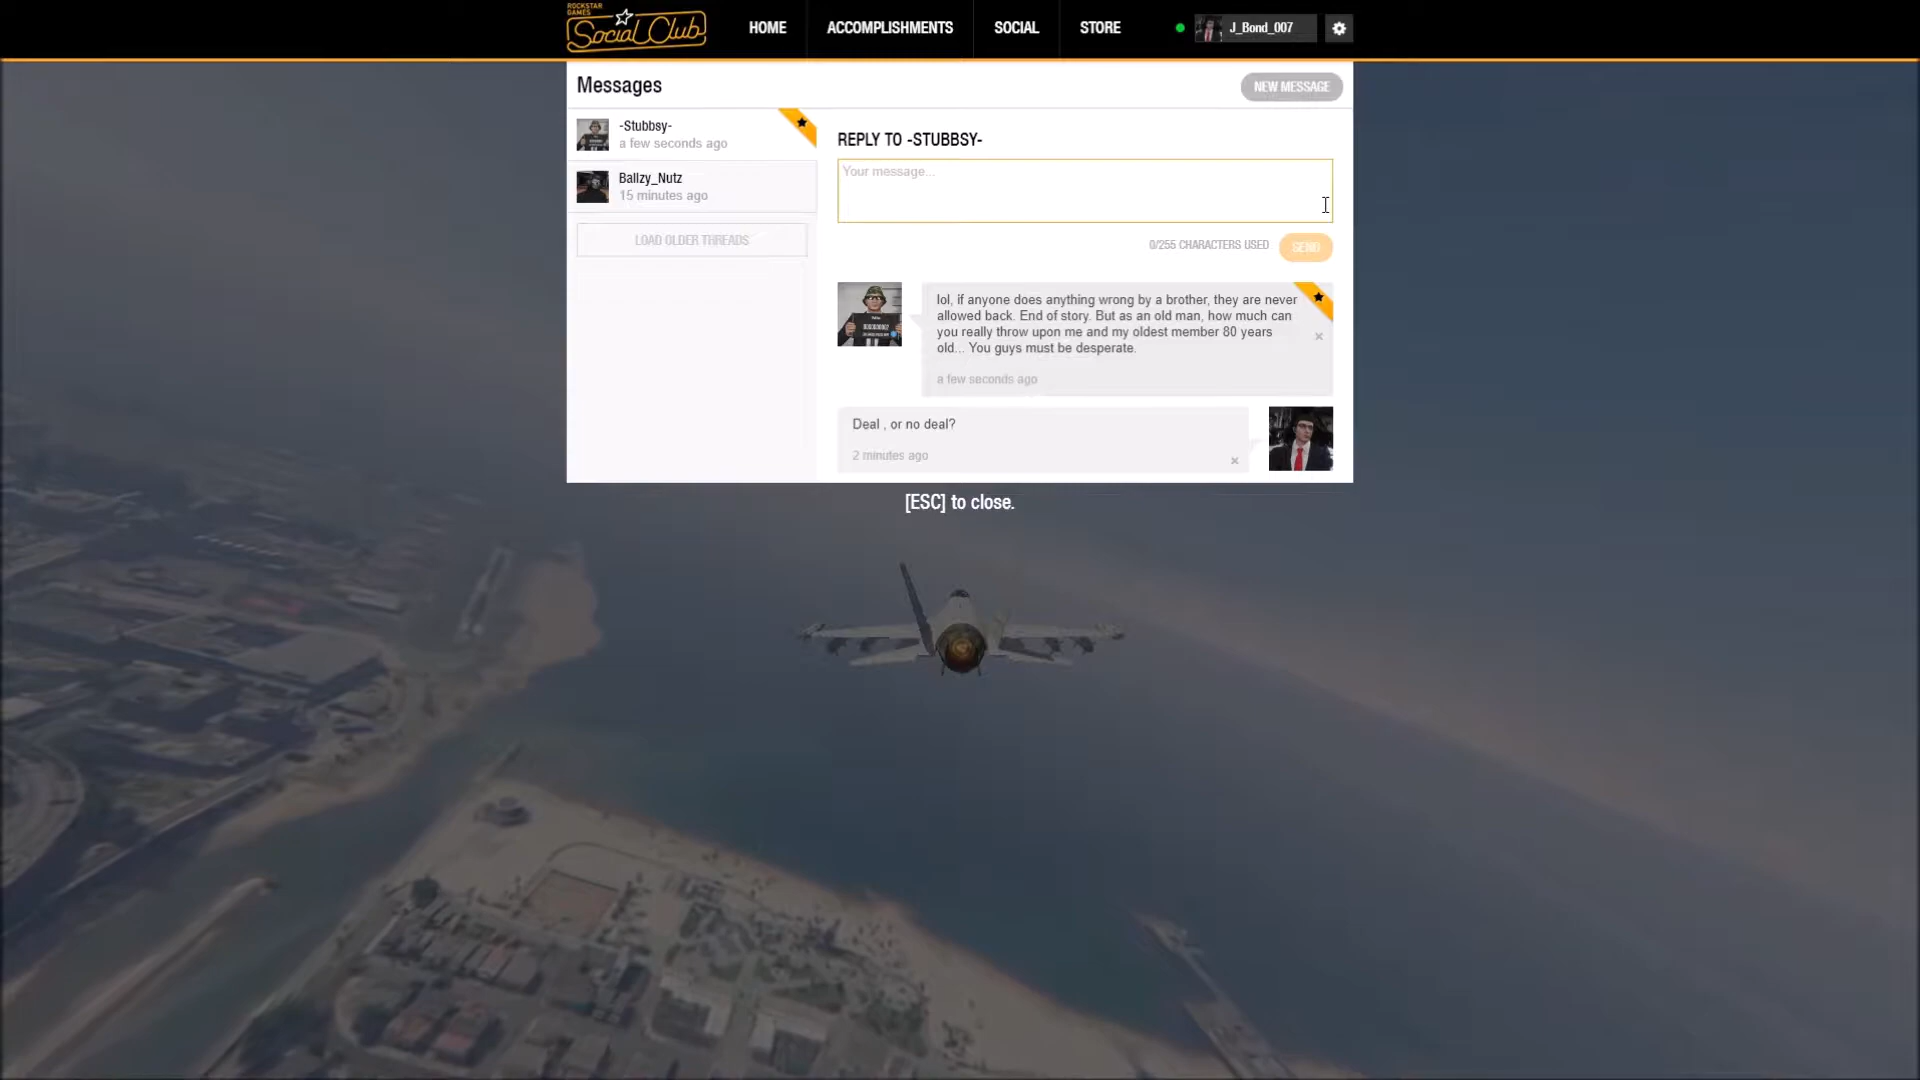 ROCKSTAR
GAMES
Social Club
HOME
ACCOMPLISHMENTS
SOCIAL
STORE
J_Bond_007
Messages
NEW MESSAGE
-Stubbsy-
a few seconds ago
Ballzy_Nutz
15 minutes ago
LOAD OLDER THREADS
REPLY TO -STUBBSY-
Your message...
0/255 CHARACTERS USED
SEND
lol, if anyone does anything wrong by a brother, they are never
allowed back. End of story. But as an old man, how much can
you really throw upon me and my oldest member 80 years
old... You guys must be desperate.
a few seconds ago
Deal , or no deal?
2 minutes ago
[ESC] to close.